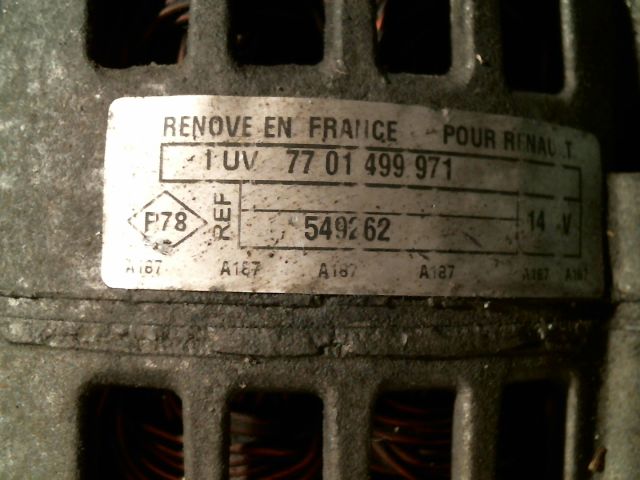 RENOVE EN FRANCE POUR RENAULT
1 UV 77 01 499 971
P78 REF 549262 14 V
A187 A187 A187 A187 A187 A187